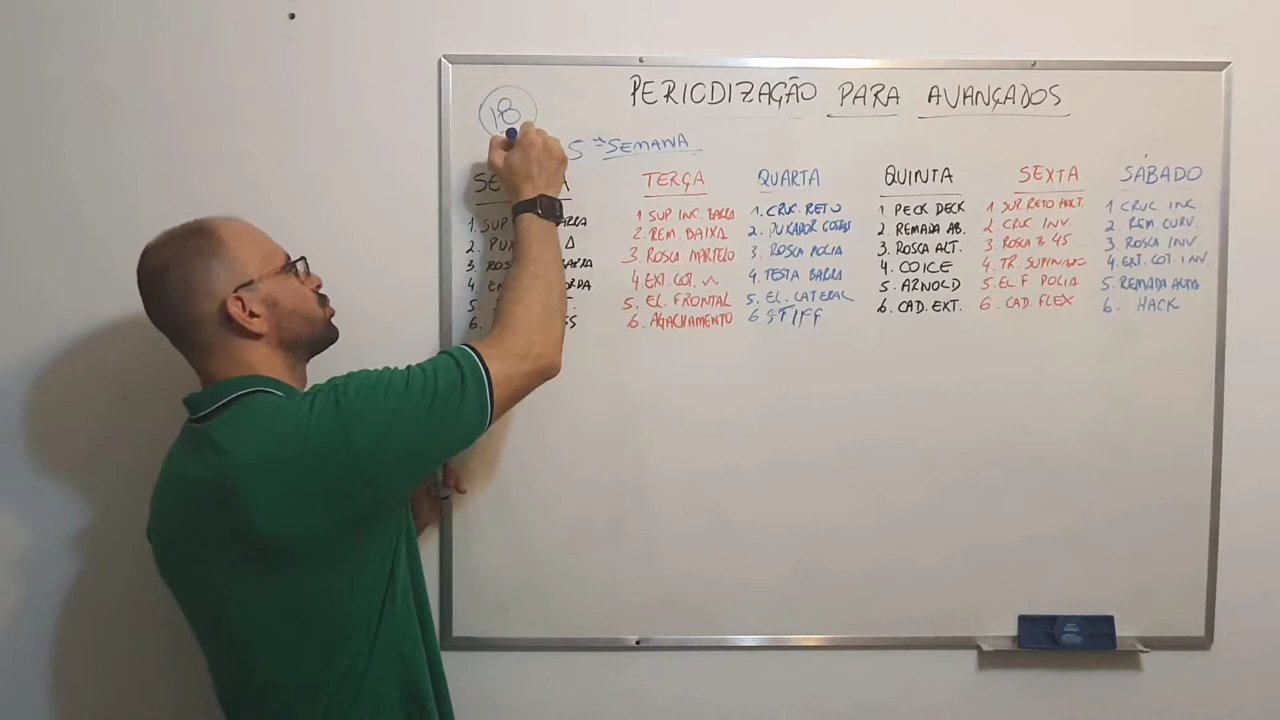 PERIODIZAÇÃO PARA AVANÇADOS
18
5ª SEMANA
TERÇA
1 SUP. INC. BARRA
2. REM. BAIXA
3. ROSCA MARTELO
4. EXT. COT.
5. EL. FRONTAL
6. AGACHAMENTO
QUARTA
1. CRUC. RETO
2. PUXADOR COSTAS
3. ROSCA POLIA
4. TESTA BARRA
5. EL. LATERAL
6 STIFF
QUINTA
1 PECK DECK
2. REMADA AB.
3. ROSCA ALT.
4. COICE
5. ARNOLD
6. CAD. EXT.
SEXTA
1. SUP RETO HALT.
2. CRUC INV.
3. ROSCA B. 45
4. TR. SUPINADO
5. EL F POLIA
6. CAD. FLEX
SÁBADO
1 CRUC INC.
2. REM. CURV.
3. ROSCA INV.
4. EXT. COT INV.
5. REMADA ALTA
6. HACK